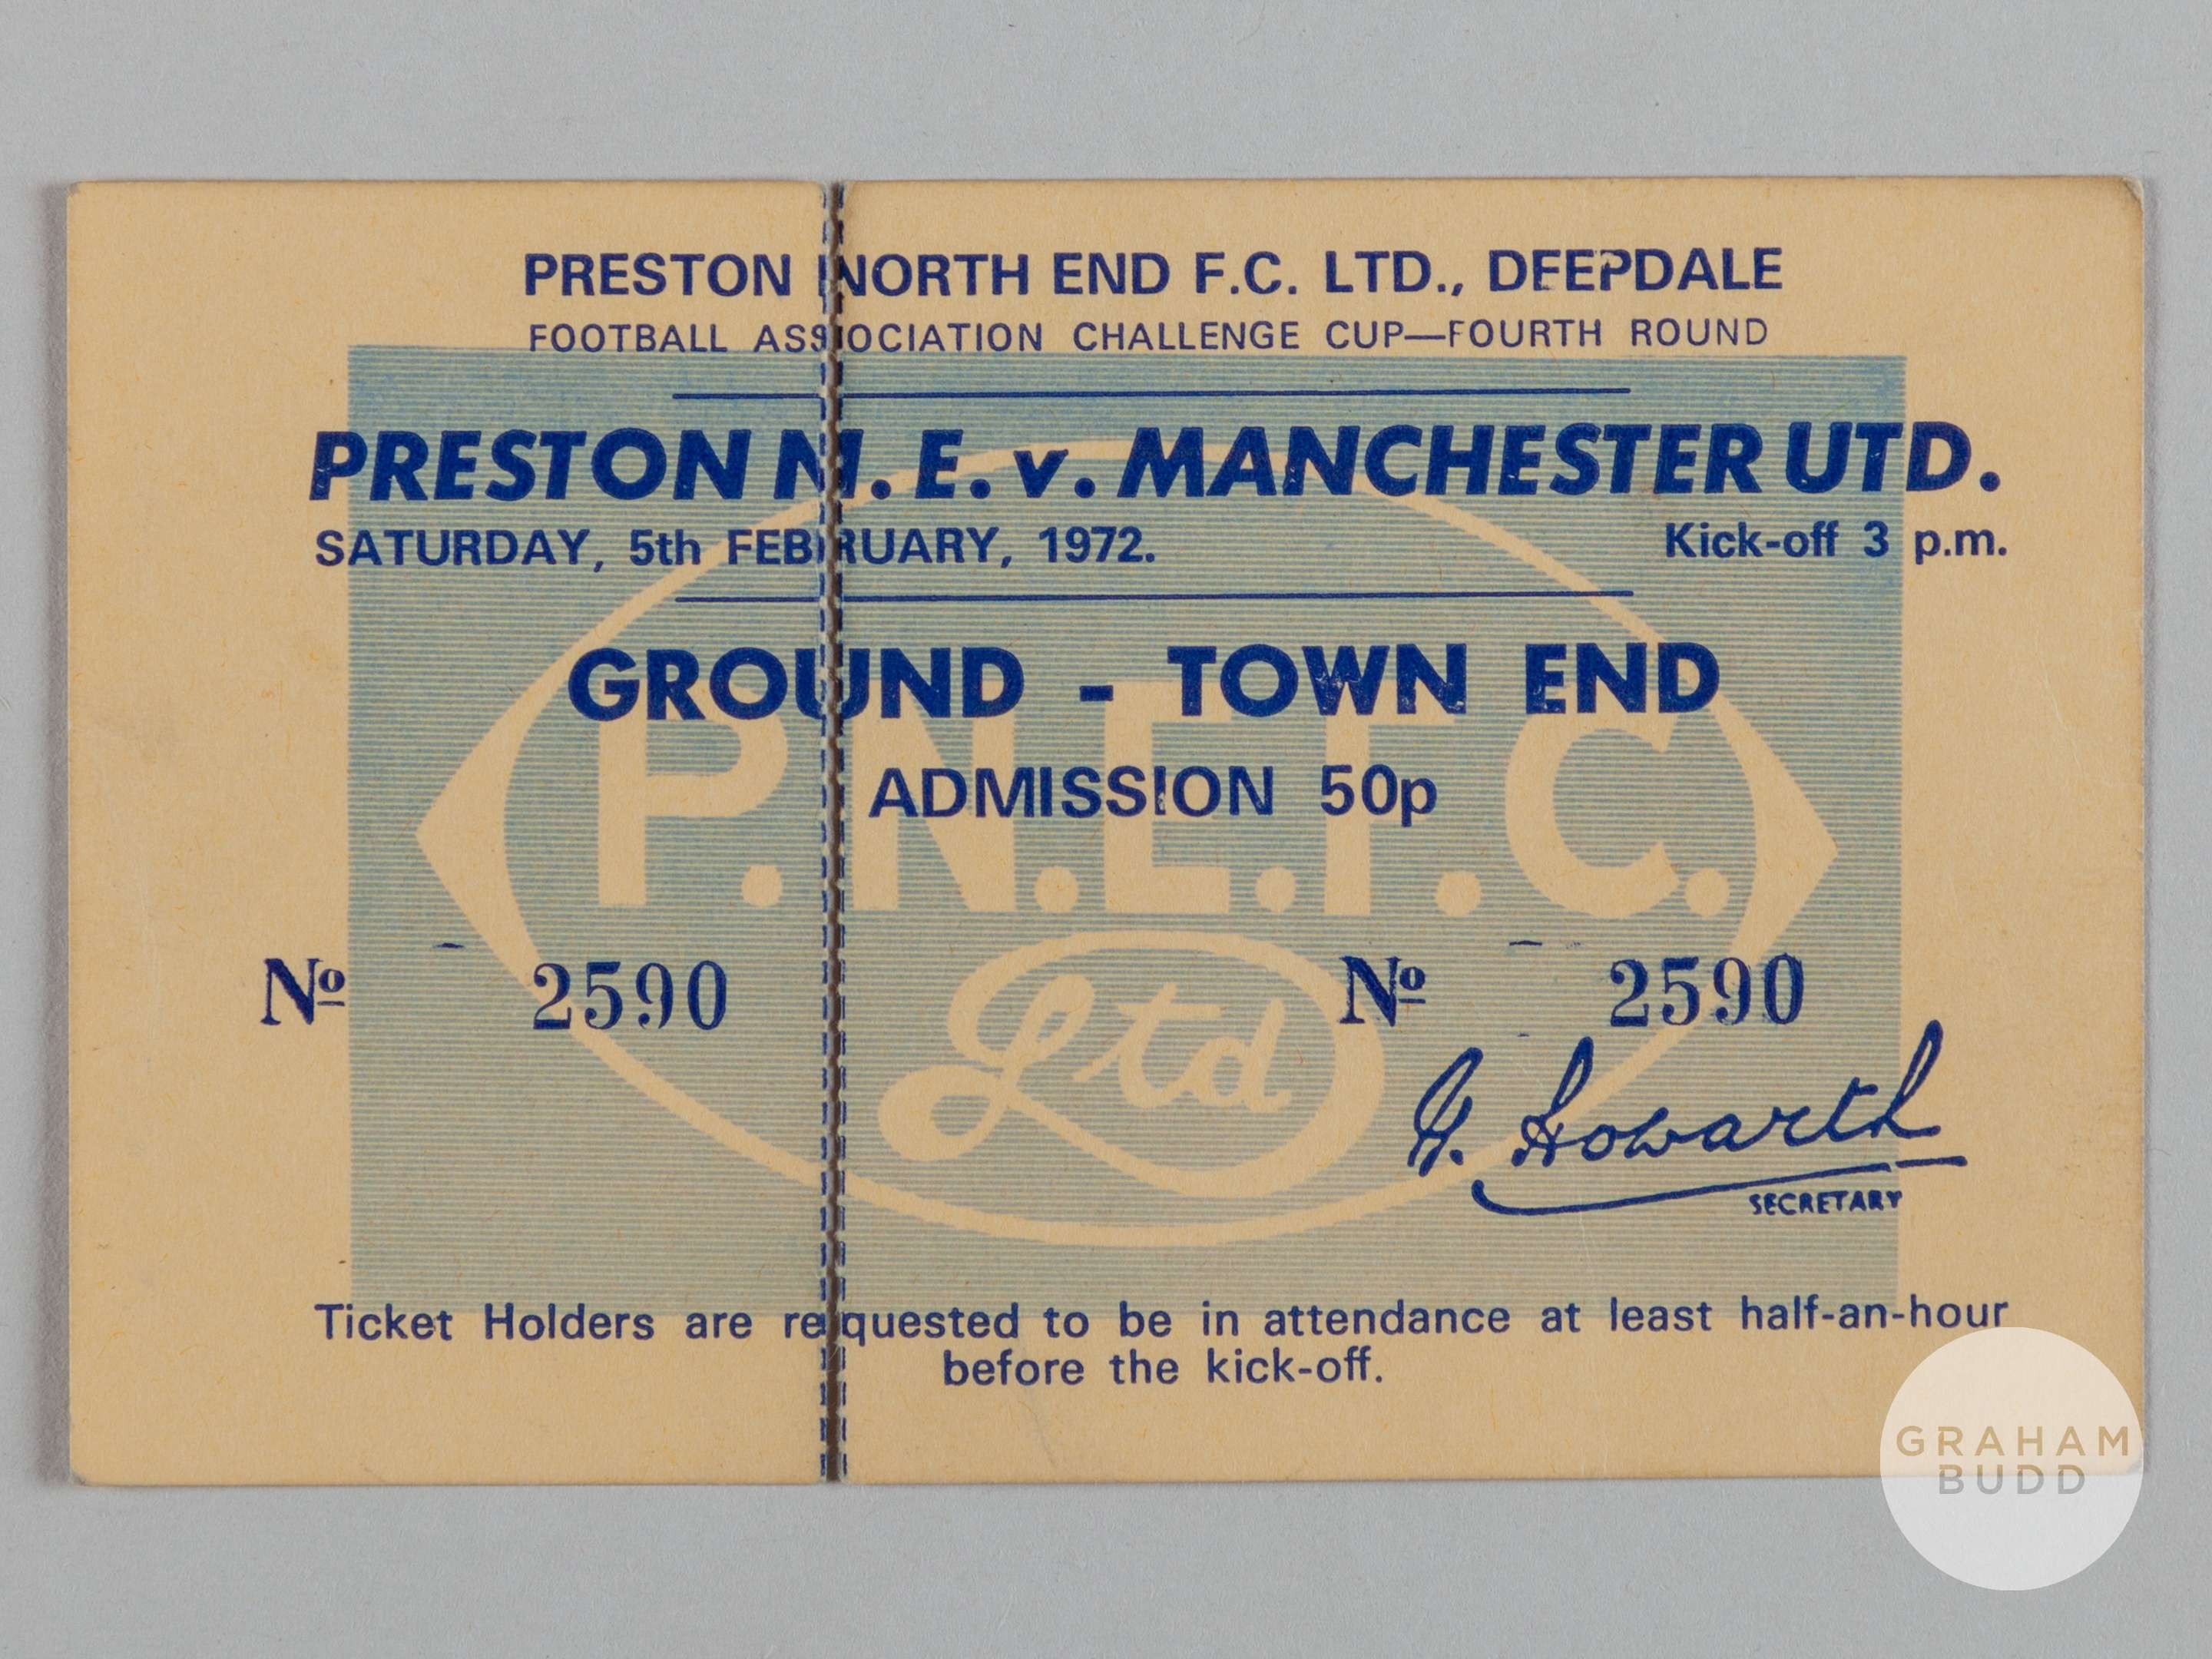 PRESTON NORTH END F.C. LTD., DEEPDALE
FOOTBALL ASSOCIATION CHALLENGE CUP—FOURTH ROUND
PRESTON N. E. v. MANCHESTER UTD.
SATURDAY, 5th FEBRUARY, 1972. Kick-off 3 p.m.
GROUND - TOWN END
P.N.E.F.C.
ADMISSION 50p
Nº 2590 Nº 2590
Ltd
G. Howarth
SECRETARY
Ticket Holders are requested to be in attendance at least half-an-hour
before the kick-off.
GRAHAM
BUDD